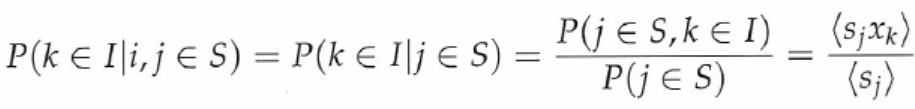 P(k ∈ I|i, j ∈ S) = P(k ∈ I|j ∈ S) = P(j ∈ S, k ∈ I) / P(j ∈ S) = ⟨s_j x_k⟩ / ⟨s_j⟩